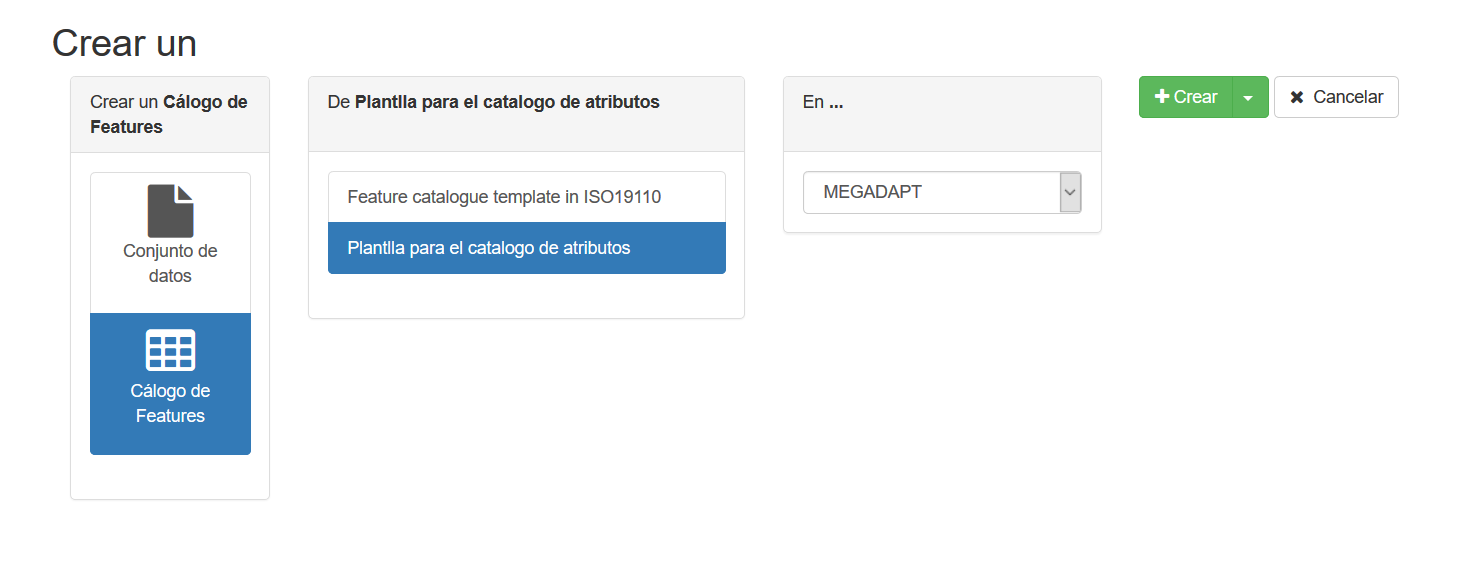 Crear un
Crear un Cálogo de
Features
De Plantlla para el catalogo de atributos
En ...
Crear
Cancelar
Conjunto de
datos
Cálogo de
Features
Feature catalogue template in ISO19110
Plantlla para el catalogo de atributos
MEGADAPT